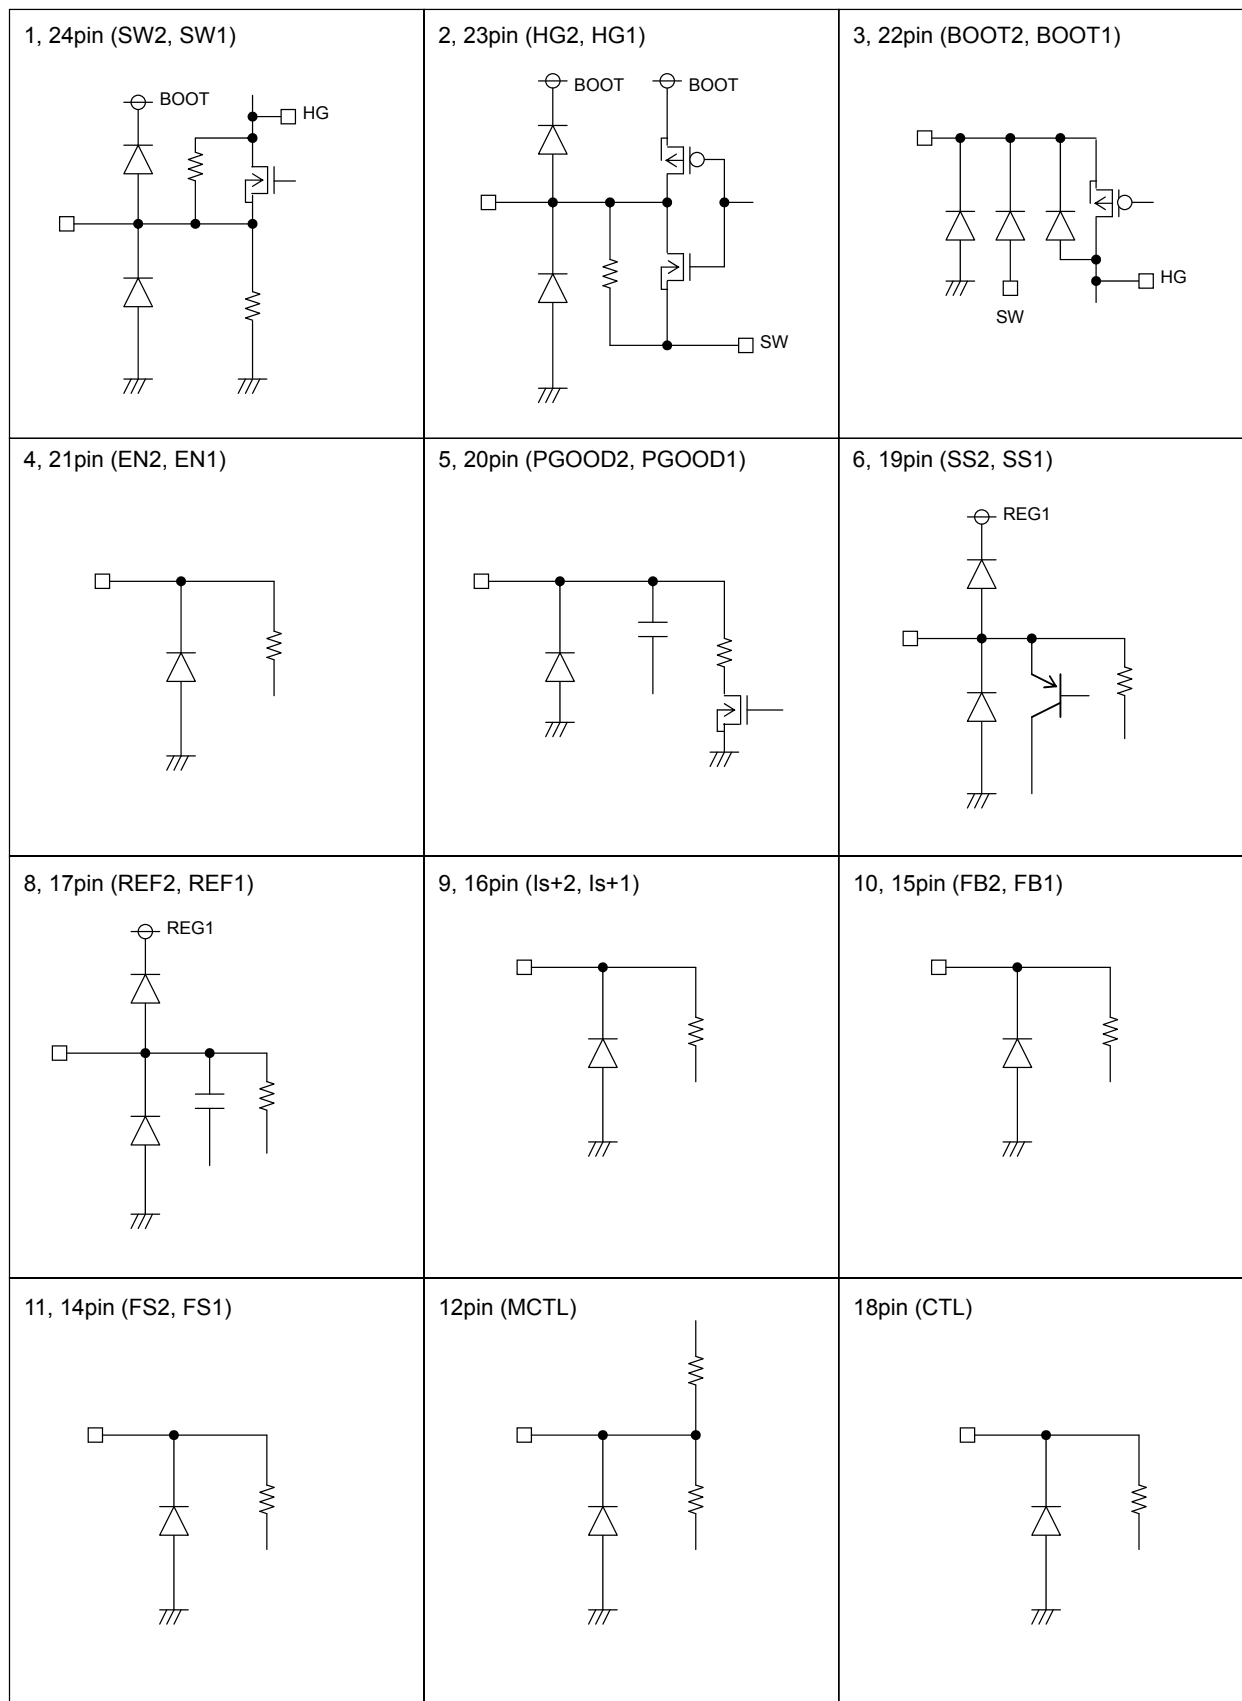 1, 24pin (SW2, SW1)
BOOT
HG
2, 23pin (HG2, HG1)
BOOT
BOOT
SW
3, 22pin (BOOT2, BOOT1)
HG
SW
4, 21pin (EN2, EN1)
5, 20pin (PGOOD2, PGOOD1)
6, 19pin (SS2, SS1)
REG1
8, 17pin (REF2, REF1)
REG1
9, 16pin (Is+2, Is+1)
10, 15pin (FB2, FB1)
11, 14pin (FS2, FS1)
12pin (MCTL)
18pin (CTL)